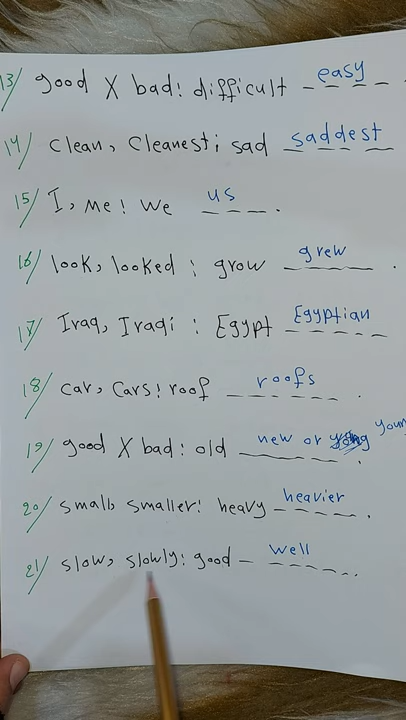 13/ good X bad: difficult easy
14/ clean, cleanest; sad saddest
15/ I, me: we us
16/ look, looked : grow grew
17/ Iraq, Iraqi : Egypt Egyptian
18/ car, cars: roof roofs
19/ good X bad: old new or young
20/ small, smaller: heavy heavier
21/ slow, slowly: good well